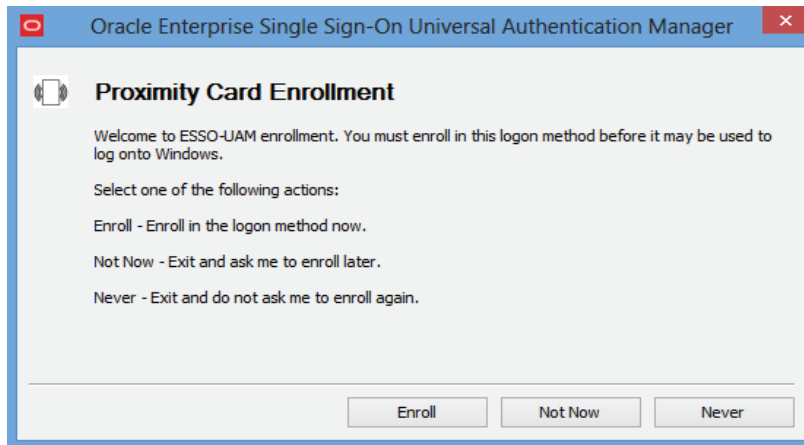 Oracle Enterprise Single Sign-On Universal Authentication Manager
Proximity Card Enrollment
Welcome to ESSO-UAM enrollment. You must enroll in this logon method before it may be used to
log onto Windows.
Select one of the following actions:
Enroll - Enroll in the logon method now.
Not Now - Exit and ask me to enroll later.
Never - Exit and do not ask me to enroll again.
Enroll
Not Now
Never